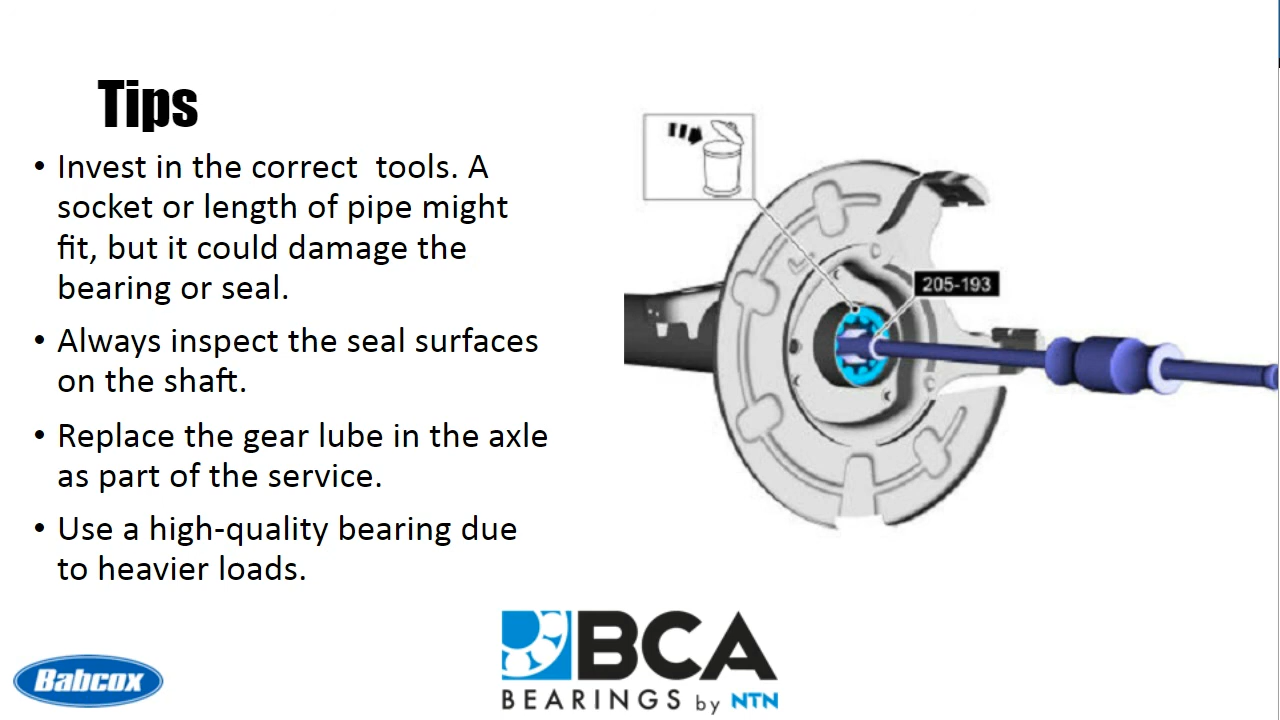 Tips
• Invest in the correct  tools. A
socket or length of pipe might
fit, but it could damage the
bearing or seal.
• Always inspect the seal surfaces
on the shaft.
• Replace the gear lube in the axle
as part of the service.
• Use a high-quality bearing due
to heavier loads.
205-193
Babcox
BCA
BEARINGS by NTN